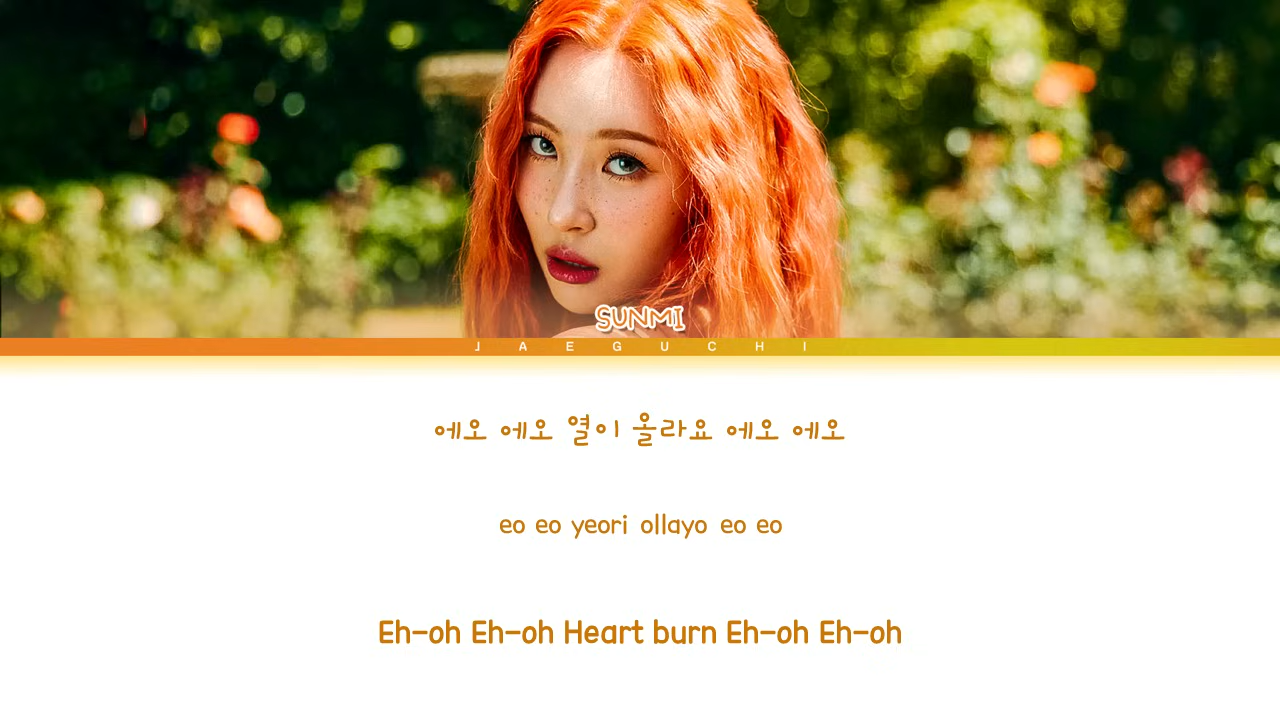 SUNMI
JAEGUCHI
에오 에오 열이 올라요 에오 에오
eo eo yeori ollayo eo eo
Eh-oh Eh-oh Heart burn Eh-oh Eh-oh